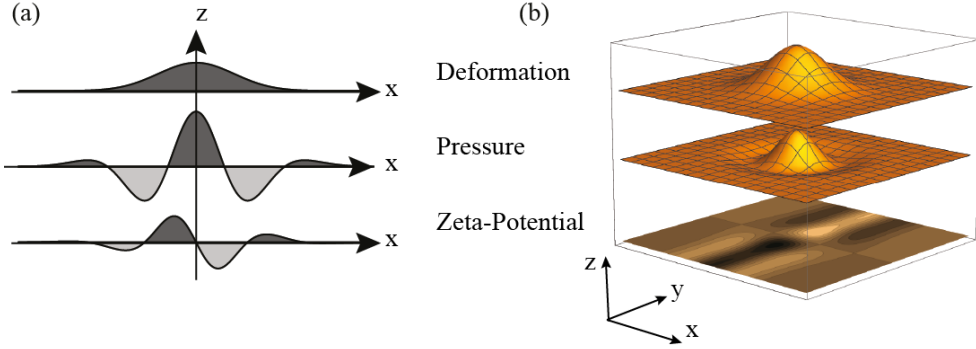 (a)
z
x
Deformation
x
Pressure
x
Zeta-Potential
(b)
z
y
x